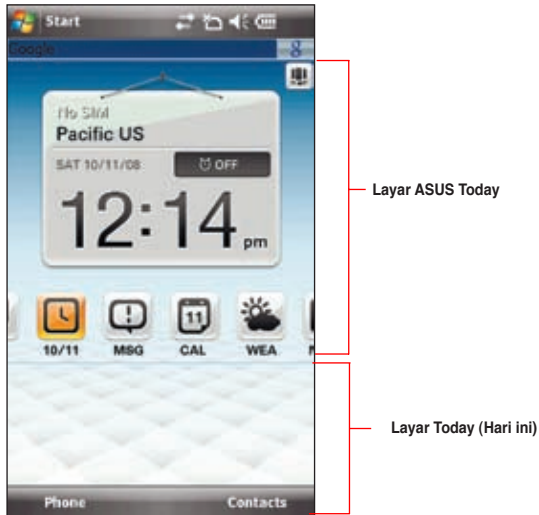 Start
Google
g
No SIM
Pacific US
SAT 10/11/08 OFF
12:14 pm
11
10/11 MSG CAL WEA
Phone Contacts
Layar ASUS Today
Layar Today (Hari ini)